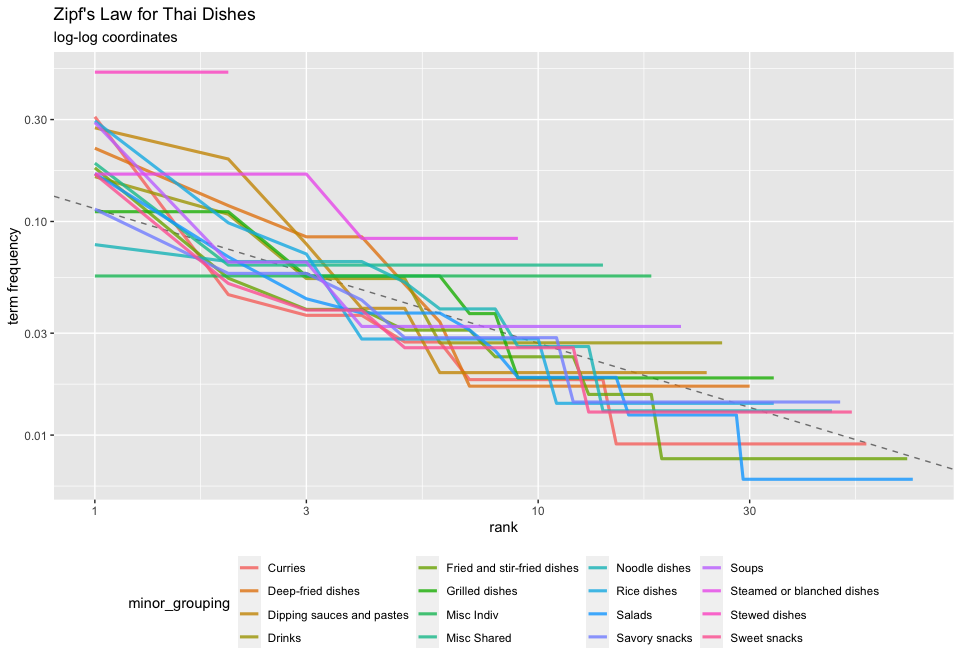 Zipf's Law for Thai Dishes
log-log coordinates
term frequency
0.30
0.10
0.03
0.01
1 3 10 30
rank
minor_grouping
Curries Fried and stir-fried dishes Noodle dishes Soups
Deep-fried dishes Grilled dishes Rice dishes Steamed or blanched dishes
Dipping sauces and pastes Misc Indiv Salads Stewed dishes
Drinks Misc Shared Savory snacks Sweet snacks